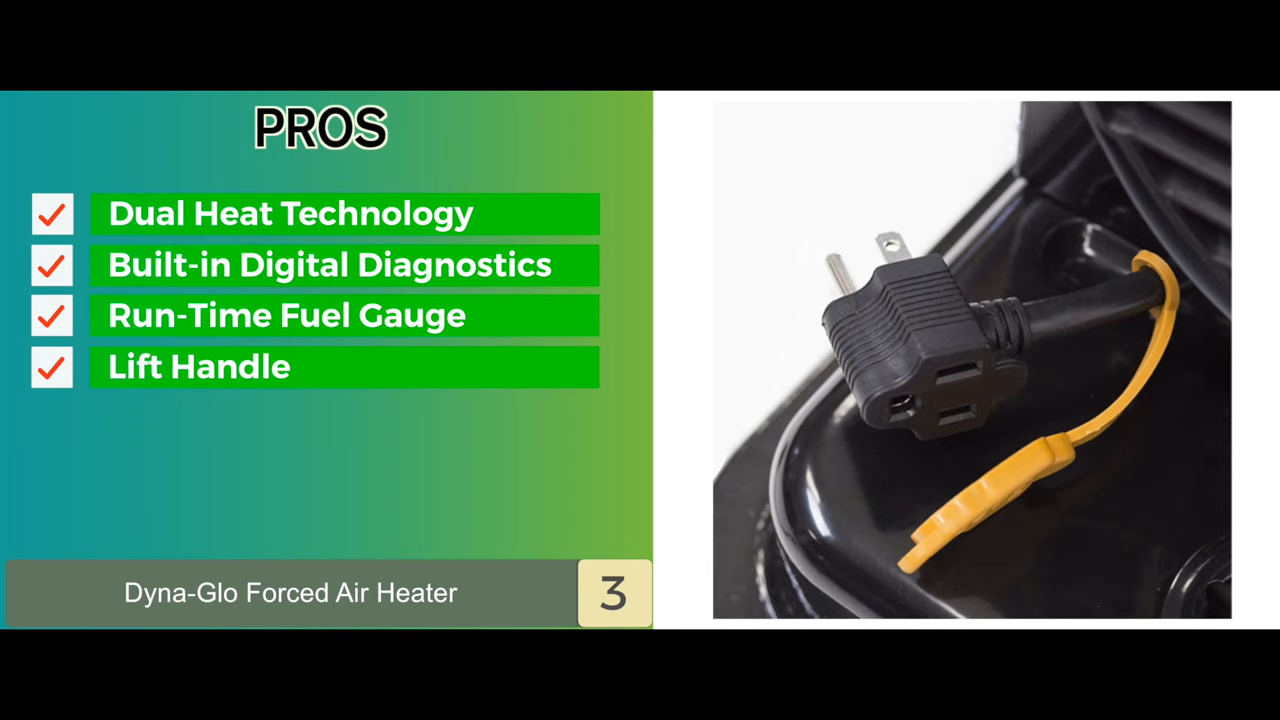 PROS
Dual Heat Technology
Built-in Digital Diagnostics
Run-Time Fuel Gauge
Lift Handle
Dyna-Glo Forced Air Heater
3